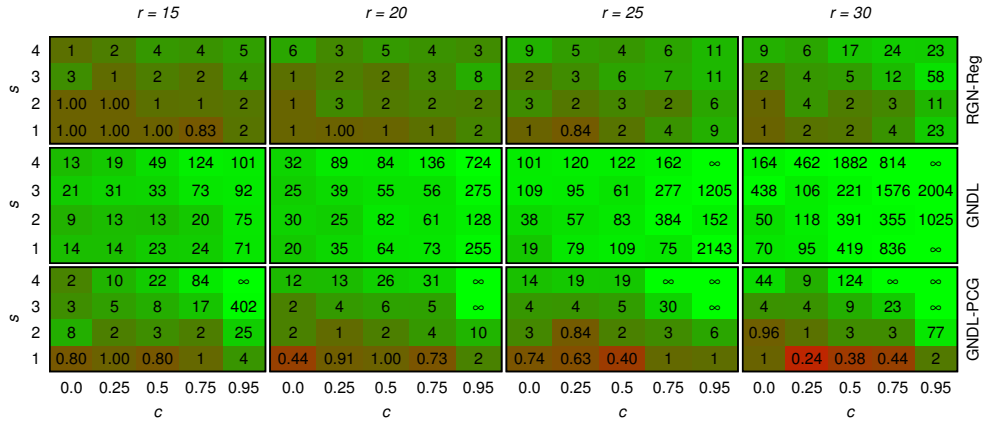 r = 15 r = 20 r = 25 r = 30
4 1 2 4 4 5 6 3 5 4 3 9 5 4 6 11 9 6 17 24 23
3 3 1 2 2 4 1 2 2 3 8 2 3 6 7 11 2 4 5 12 58
s RGN-Reg
2 1.00 1.00 1 1 2 1 3 2 2 2 3 2 3 2 6 1 4 2 3 11
1 1.00 1.00 1.00 0.83 2 1 1.00 1 1 2 1 0.84 2 4 9 1 2 2 4 23
4 13 19 49 124 101 32 89 84 136 724 101 120 122 162 ∞ 164 462 1882 814 ∞
3 21 31 33 73 92 25 39 55 56 275 109 95 61 277 1205 438 106 221 1576 2004
s GNDL
2 9 13 13 20 75 30 25 82 61 128 38 57 83 384 152 50 118 391 355 1025
1 14 14 23 24 71 20 35 64 73 255 19 79 109 75 2143 70 95 419 836 ∞
4 2 10 22 84 ∞ 12 13 26 31 ∞ 14 19 19 ∞ ∞ 44 9 124 ∞ ∞
3 3 5 8 17 402 2 4 6 5 ∞ 4 4 5 30 ∞ 4 4 9 23 ∞
s GNDL-PCG
2 8 2 3 2 25 2 1 2 4 10 3 0.84 2 3 6 0.96 1 3 3 77
1 0.80 1.00 0.80 1 4 0.44 0.91 1.00 0.73 2 0.74 0.63 0.40 1 1 1 0.24 0.38 0.44 2
0.0 0.25 0.5 0.75 0.95 0.0 0.25 0.5 0.75 0.95 0.0 0.25 0.5 0.75 0.95 0.0 0.25 0.5 0.75 0.95
c c c c